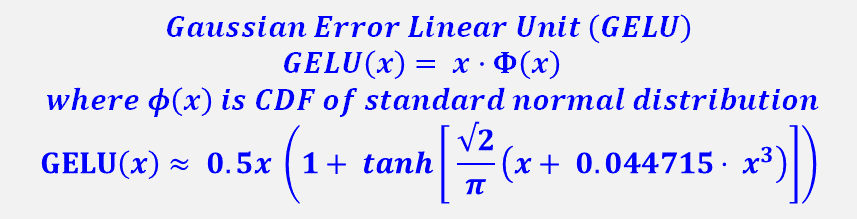 Gaussian Error Linear Unit (GELU)
GELU(x) = x · Φ(x)
where ϕ(x) is CDF of standard normal distribution
GELU(x) ≈ 0.5x (1 + tanh[√2/π (x + 0.044715 · x³)])